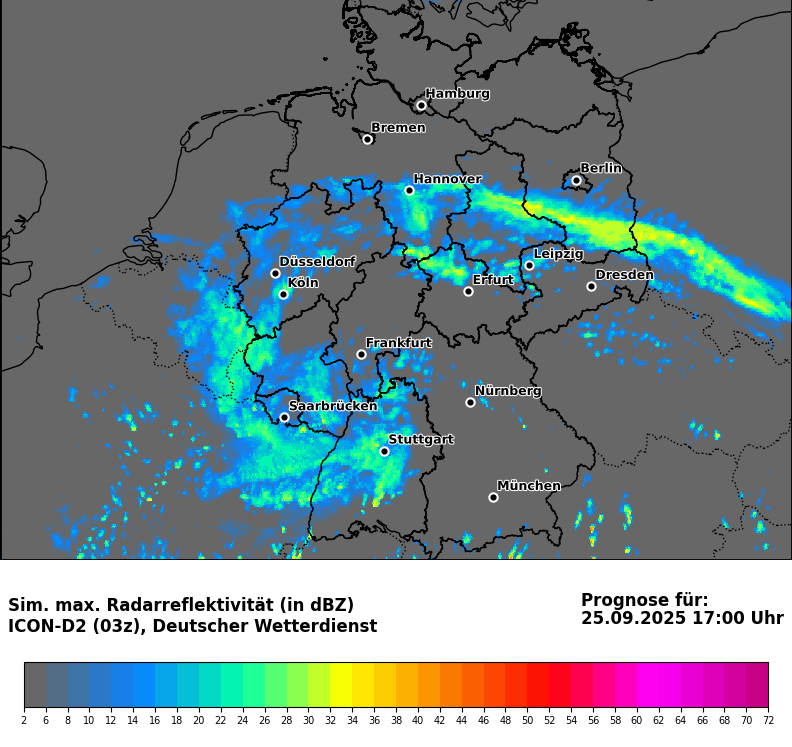 Hamburg
Bremen
Berlin
Hannover
Düsseldorf
Leipzig
Köln
Erfurt
Dresden
Frankfurt
Nürnberg
Saarbrücken
Stuttgart
München
Sim. max. Radarreflektivität (in dBZ)
ICON-D2 (03z), Deutscher Wetterdienst
Prognose für:
25.09.2025 17:00 Uhr
2 6 8 10 12 14 16 18 20 22 24 26 28 30 32 34 36 38 40 42 44 46 48 50 52 54 56 58 60 62 64 66 68 70 72